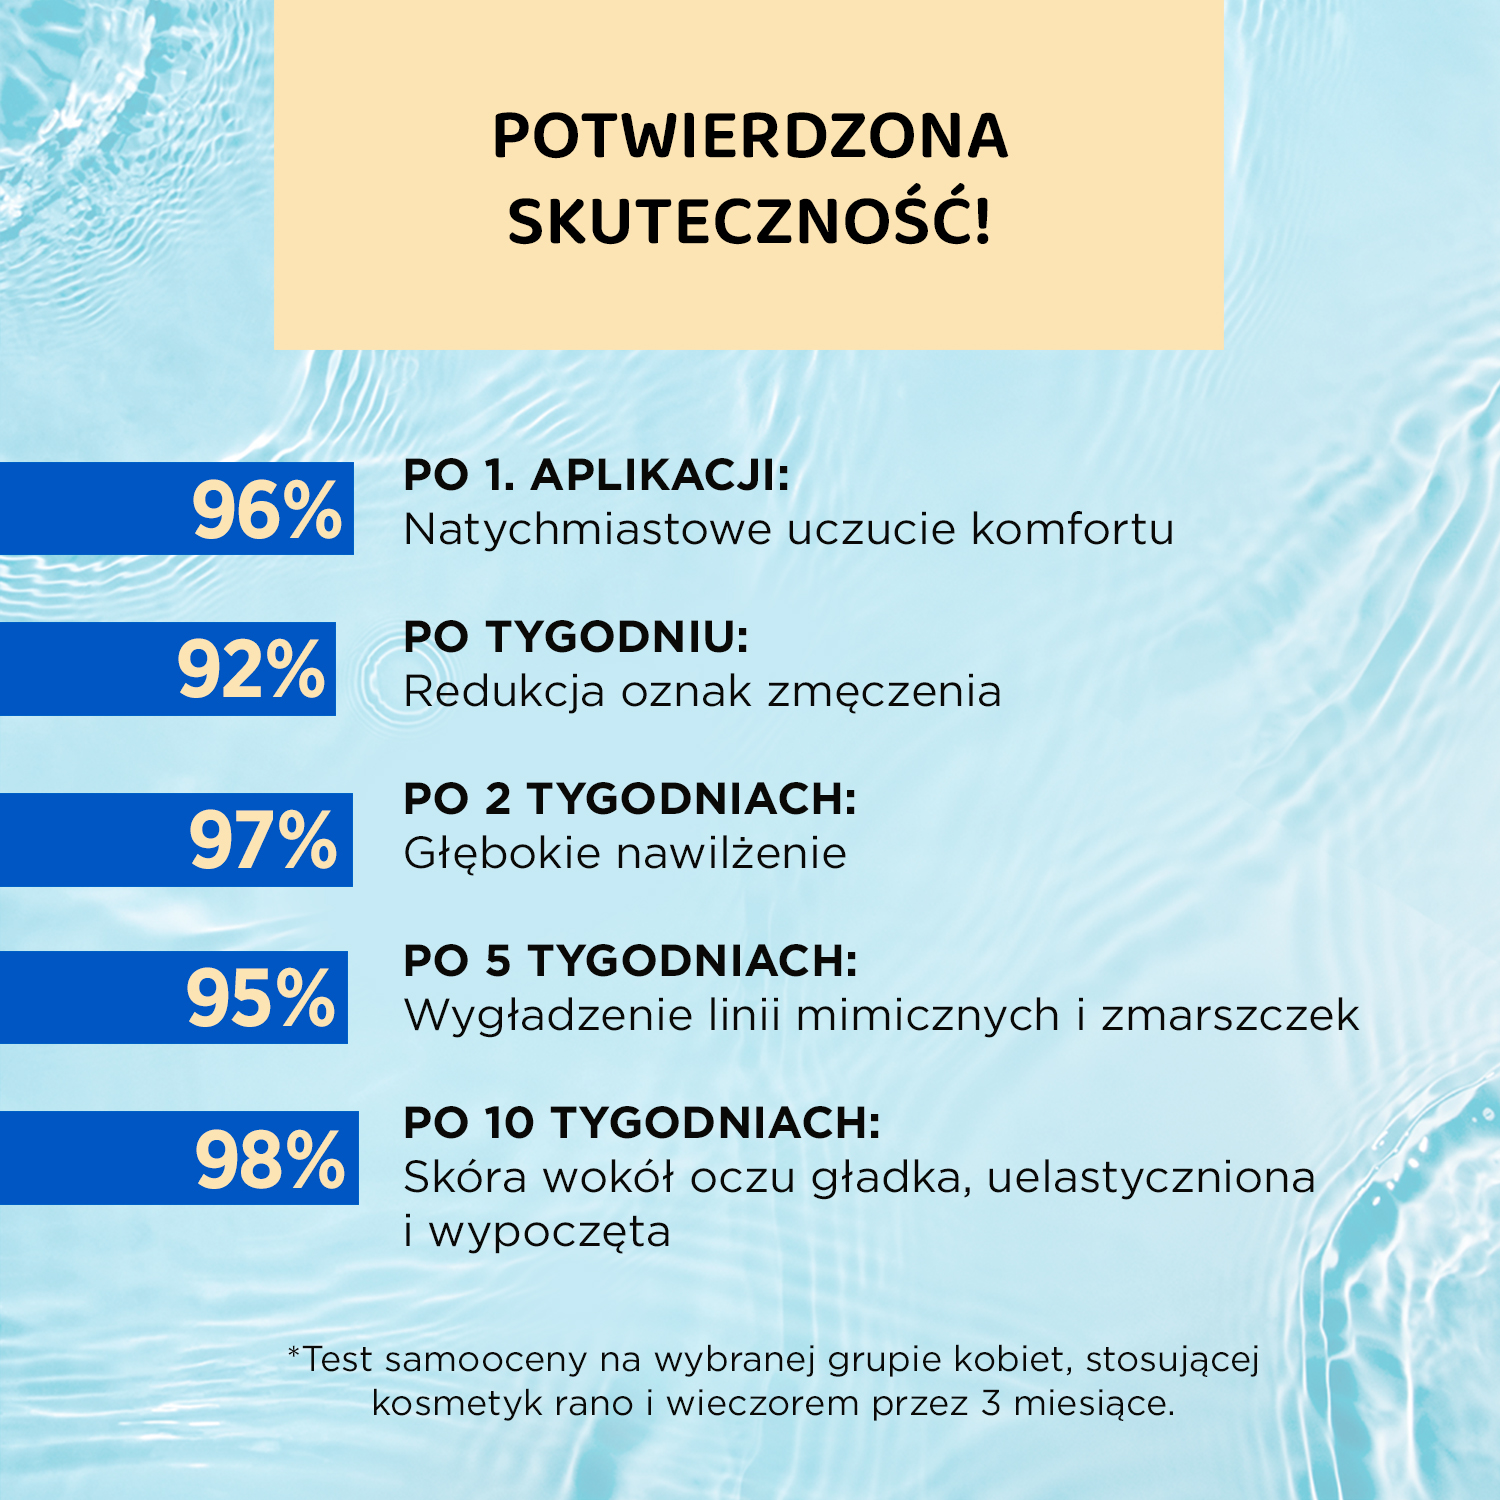 POTWIERDZONA
SKUTECZNOŚĆ!
96%
PO 1. APLIKACJI:
Natychmiastowe uczucie komfortu
92%
PO TYGODNIU:
Redukcja oznak zmęczenia
97%
PO 2 TYGODNIACH:
Głębokie nawilżenie
95%
PO 5 TYGODNIACH:
Wygładzenie linii mimicznych i zmarszczek
98%
PO 10 TYGODNIACH:
Skóra wokół oczu gładka, uelastyczniona
i wypoczęta
*Test samooceny na wybranej grupie kobiet, stosującej
kosmetyk rano i wieczorem przez 3 miesiące.